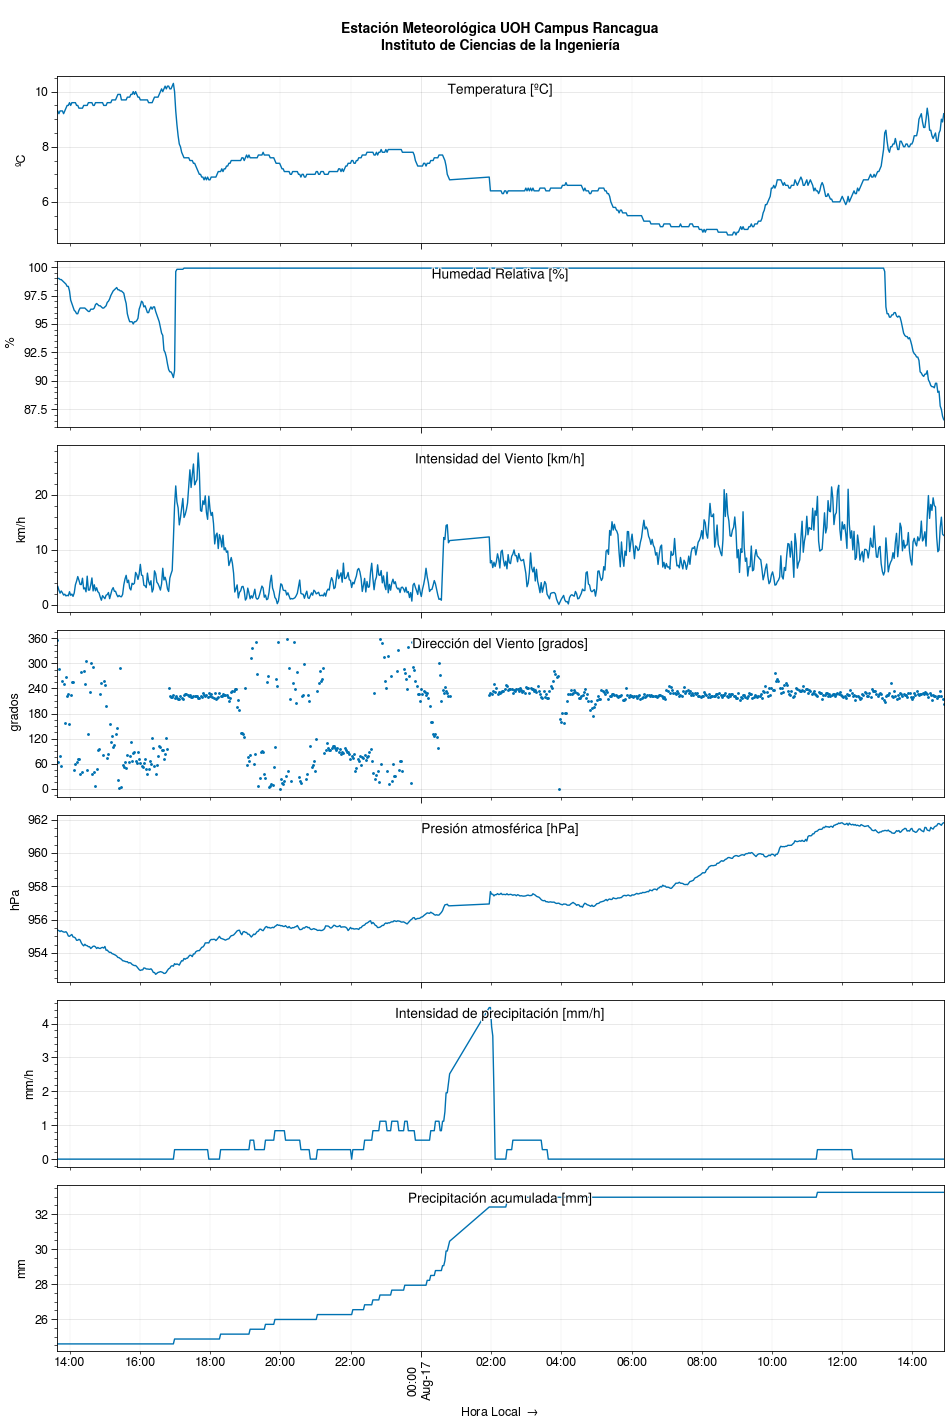 Estación Meteorológica UOH Campus Rancagua
Instituto de Ciencias de la Ingeniería
Temperatura [ºC]
10
8
6
ºC
Humedad Relativa [%]
100
97.5
95
92.5
90
87.5
%
Intensidad del Viento [km/h]
20
10
0
km/h
Dirección del Viento [grados]
360
300
240
180
120
60
0
grados
Presión atmosférica [hPa]
962
960
958
956
954
hPa
Intensidad de precipitación [mm/h]
4
3
2
1
0
mm/h
Precipitación acumulada [mm]
32
30
28
26
mm
14:00 16:00 18:00 20:00 22:00 00:00 02:00 04:00 06:00 08:00 10:00 12:00 14:00
Aug-17
Hora Local →